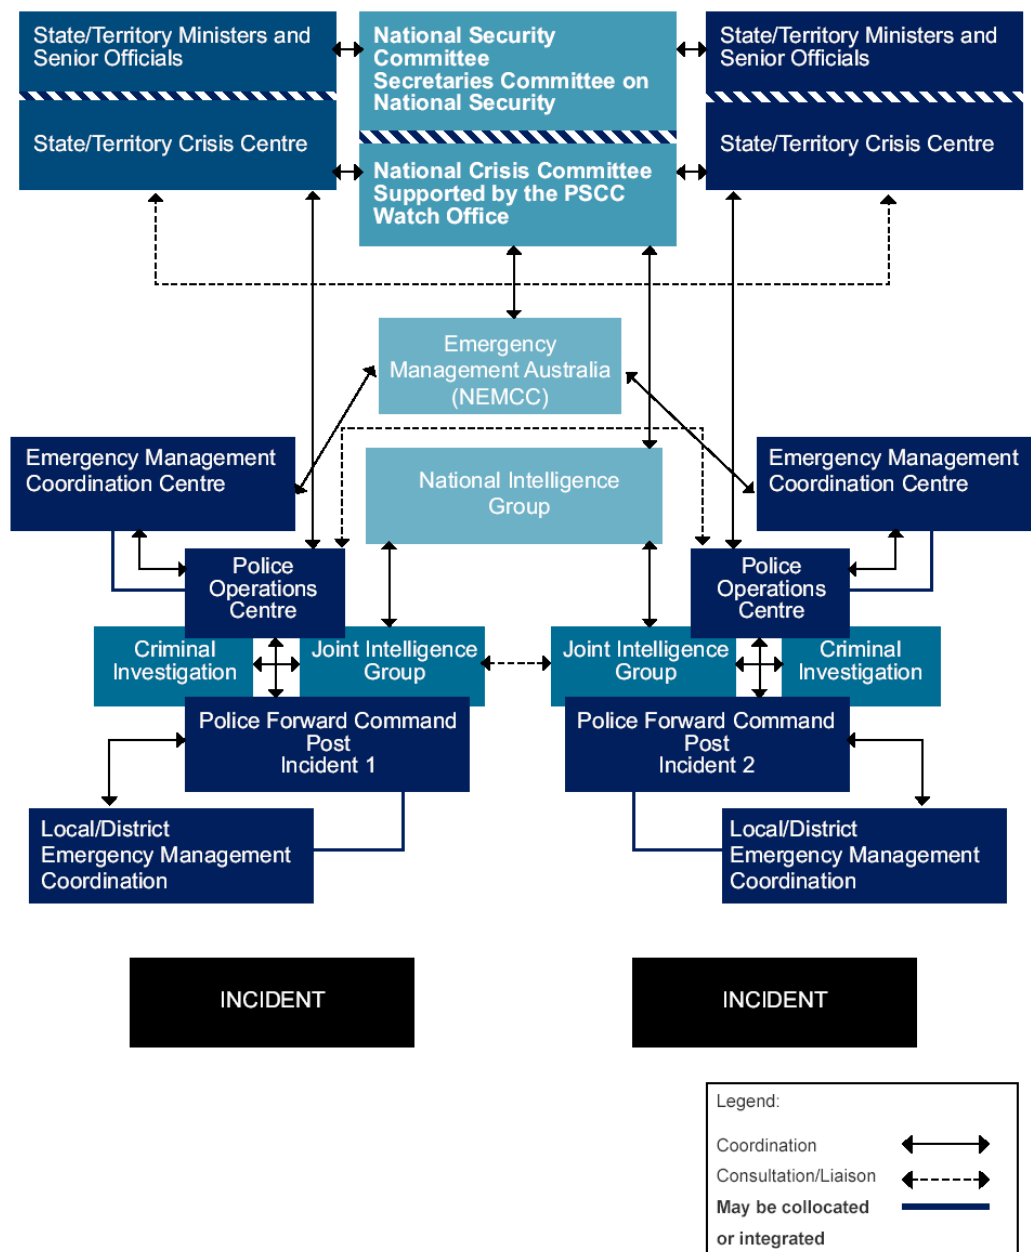 State/Territory Ministers and
Senior Officials
National Security
Committee
Secretaries Committee on
National Security
State/Territory Ministers and
Senior Officials
State/Territory Crisis Centre
National Crisis Committee
Supported by the PSCC
Watch Office
State/Territory Crisis Centre
Emergency
Management Australia
(NEMCC)
Emergency Management
Coordination Centre
National Intelligence
Group
Emergency Management
Coordination Centre
Police
Operations
Centre
Police
Operations
Centre
Criminal
Investigation
Joint Intelligence
Group
Joint Intelligence
Group
Criminal
Investigation
Police Forward Command
Post
Incident 1
Police Forward Command
Post
Incident 2
Local/District
Emergency Management
Coordination
Local/District
Emergency Management
Coordination
INCIDENT
INCIDENT
Legend:
Coordination
Consultation/Liaison
May be collocated
or integrated